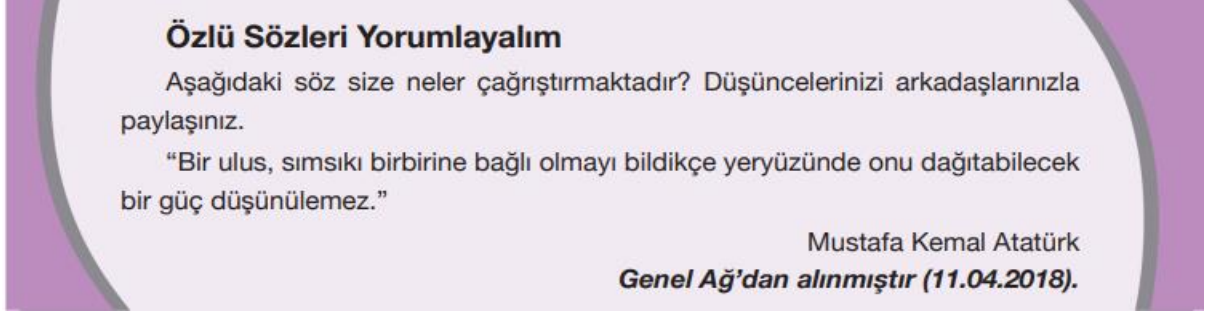 Özlü Sözleri Yorumlayalım
Aşağıdaki söz size neler çağrıştırmaktadır? Düşüncelerinizi arkadaşlarınızla
paylaşınız.
“Bir ulus, sımsıkı birbirine bağlı olmayı bildikçe yeryüzünde onu dağıtabilecek
bir güç düşünülemez.”
Mustafa Kemal Atatürk
Genel Ağ’dan alınmıştır (11.04.2018).